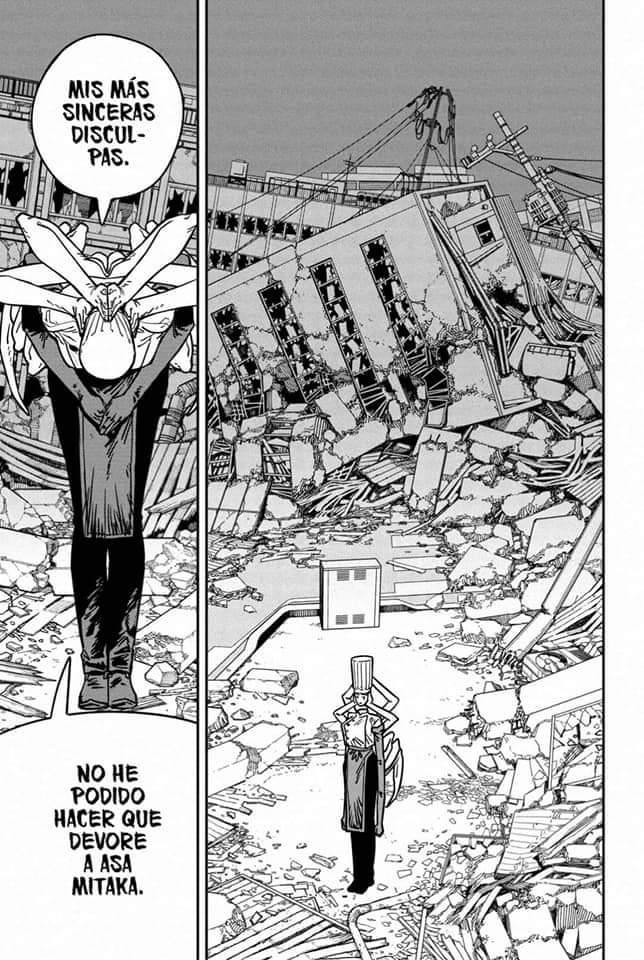 MIS MÁS
SINCERAS
DISCUL-
PAS.
NO HE
PODIDO
HACER QUE
DEVORE
A ASA
MITAKA.